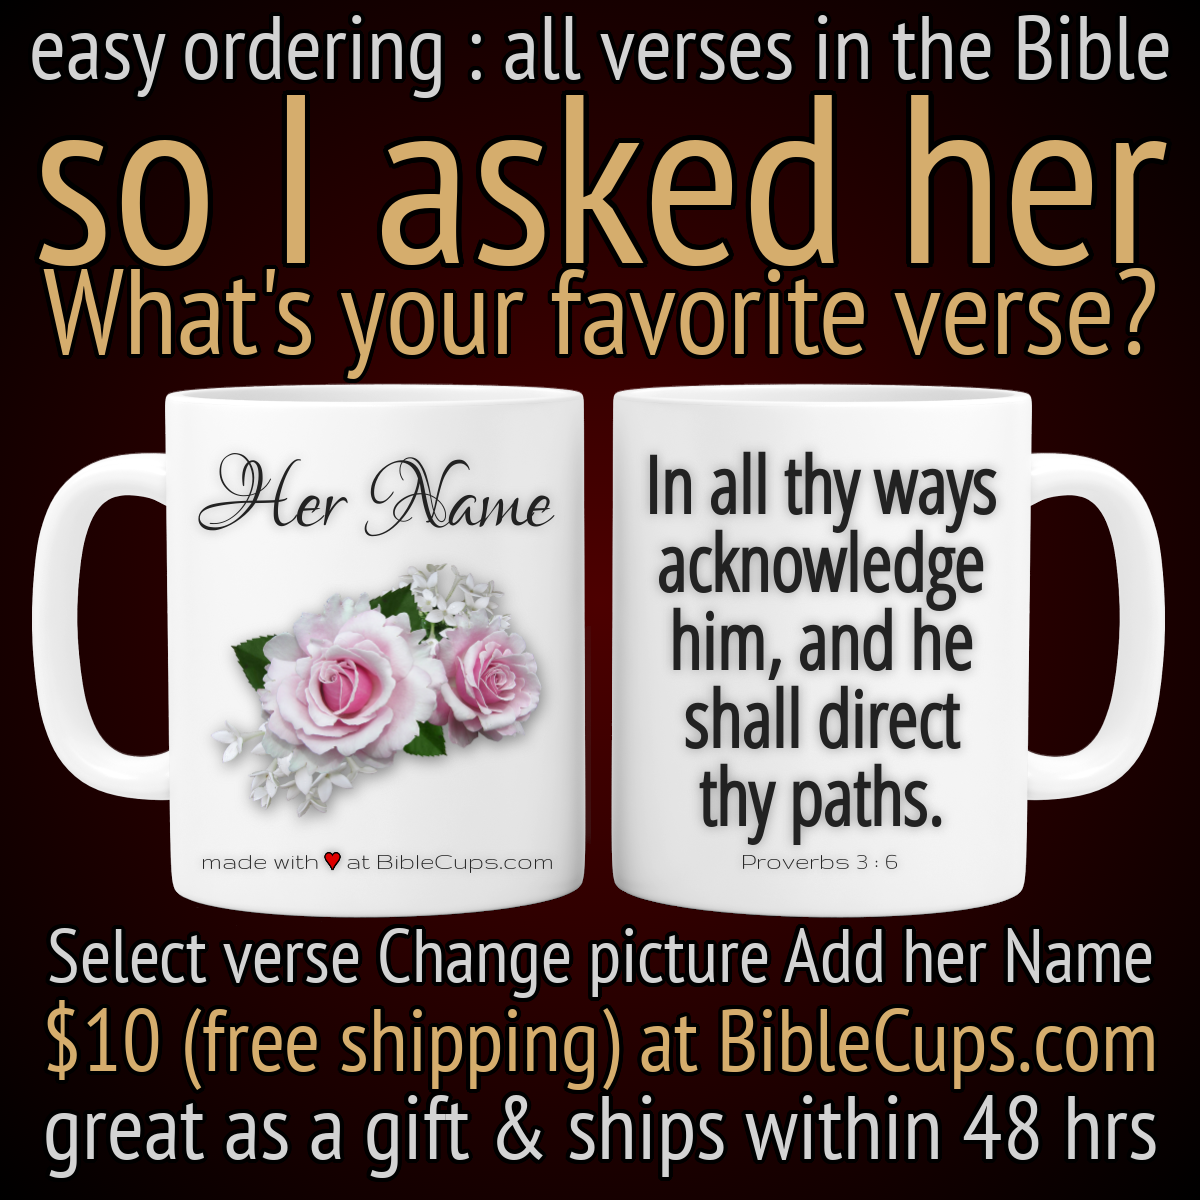 easy ordering : all verses in the Bible
so I asked her
What's your favorite verse?
Her Name
made with ❤ at BibleCups.com
In all thy ways
acknowledge
him, and he
shall direct
thy paths.
Proverbs 3 : 6
Select verse Change picture Add her Name
$10 (free shipping) at BibleCups.com
great as a gift & ships within 48 hrs